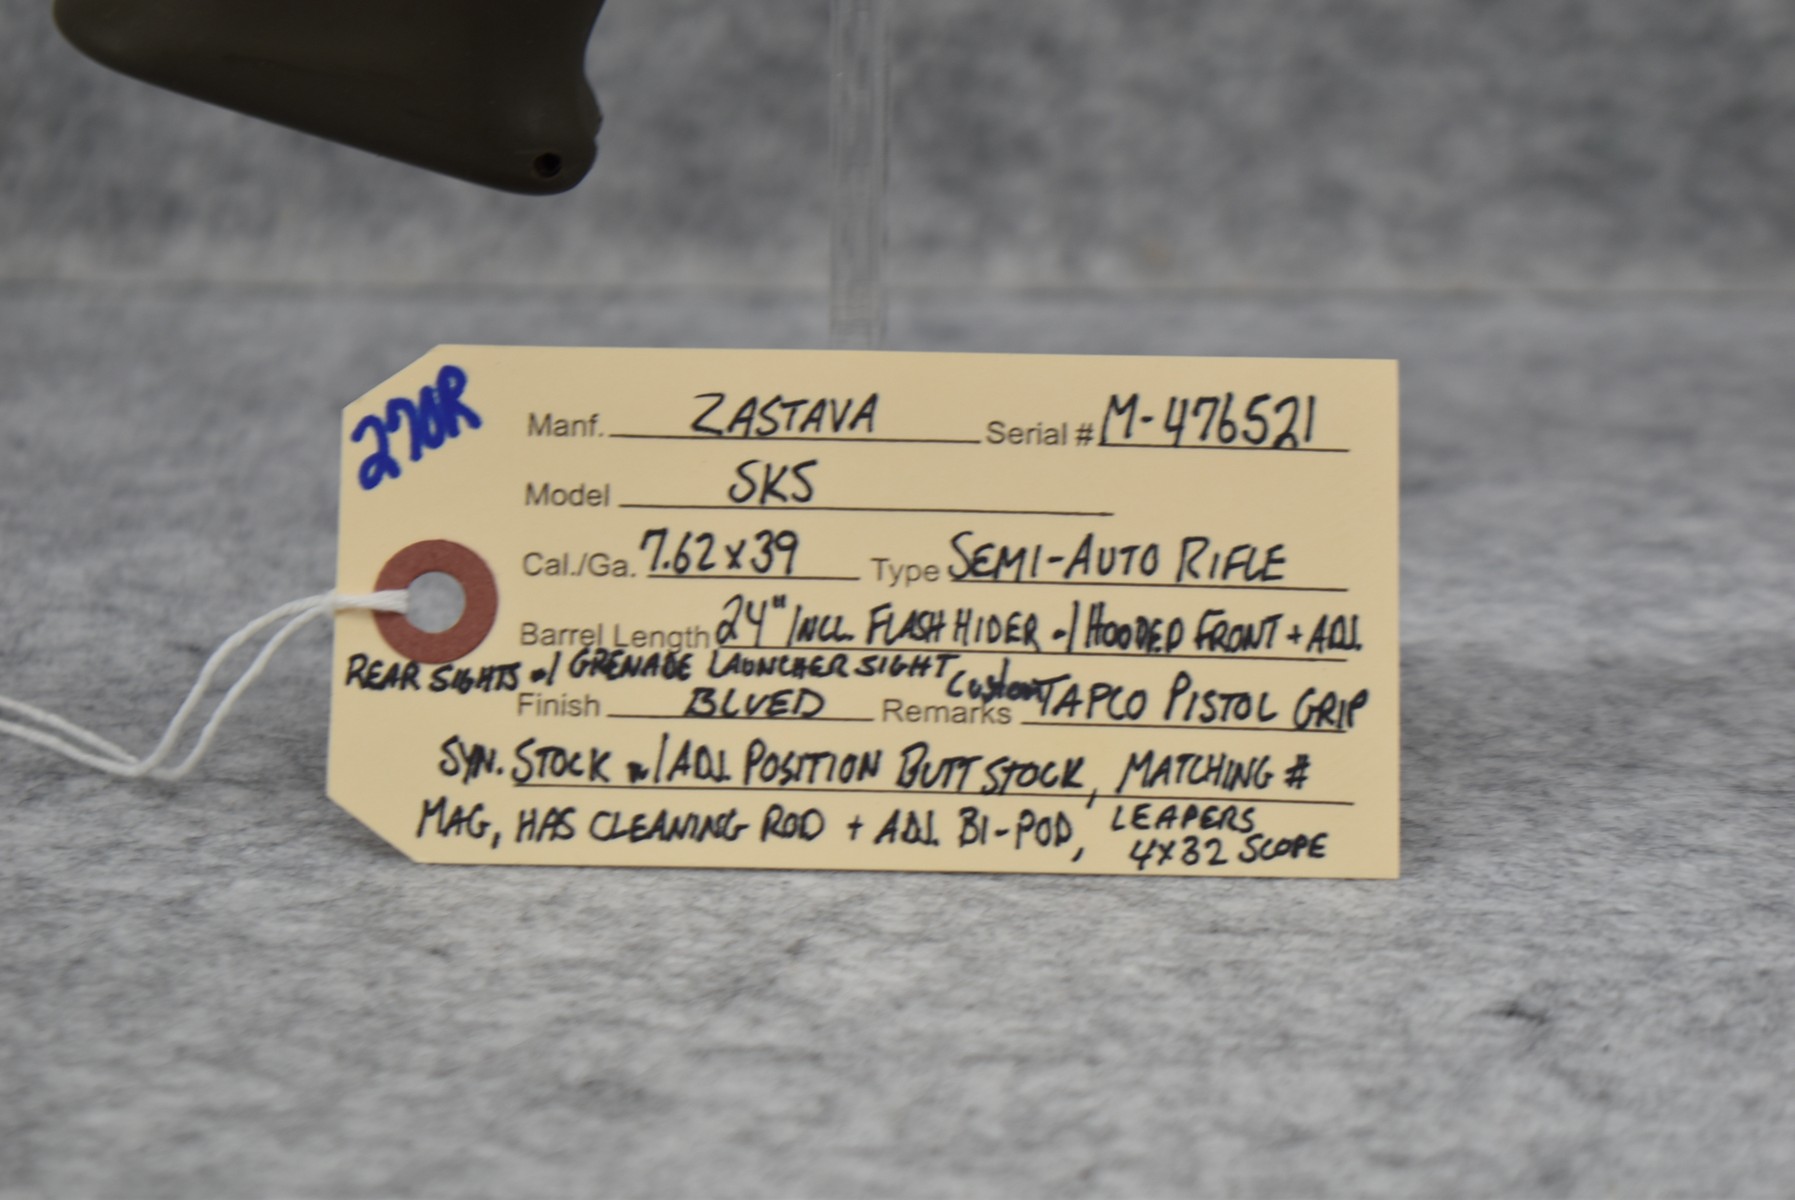 270R
Manf. ZASTAVA Serial # M-476521
Model SKS
Cal./Ga. 7.62x39 Type SEMI-AUTO RIFLE
Barrel Length 24" INCL. FLASH HIDER w/ HOODED FRONT + ADJ.
REAR SIGHTS w/ GRENADE LAUNCHER SIGHT
Finish BLUED Remarks Custom TAPCO PISTOL GRIP
SYN. STOCK w/ ADJ. POSITION BUTT STOCK, MATCHING #
MAG, HAS CLEANING ROD + ADJ. BI-POD, LEAPERS
4x32 SCOPE